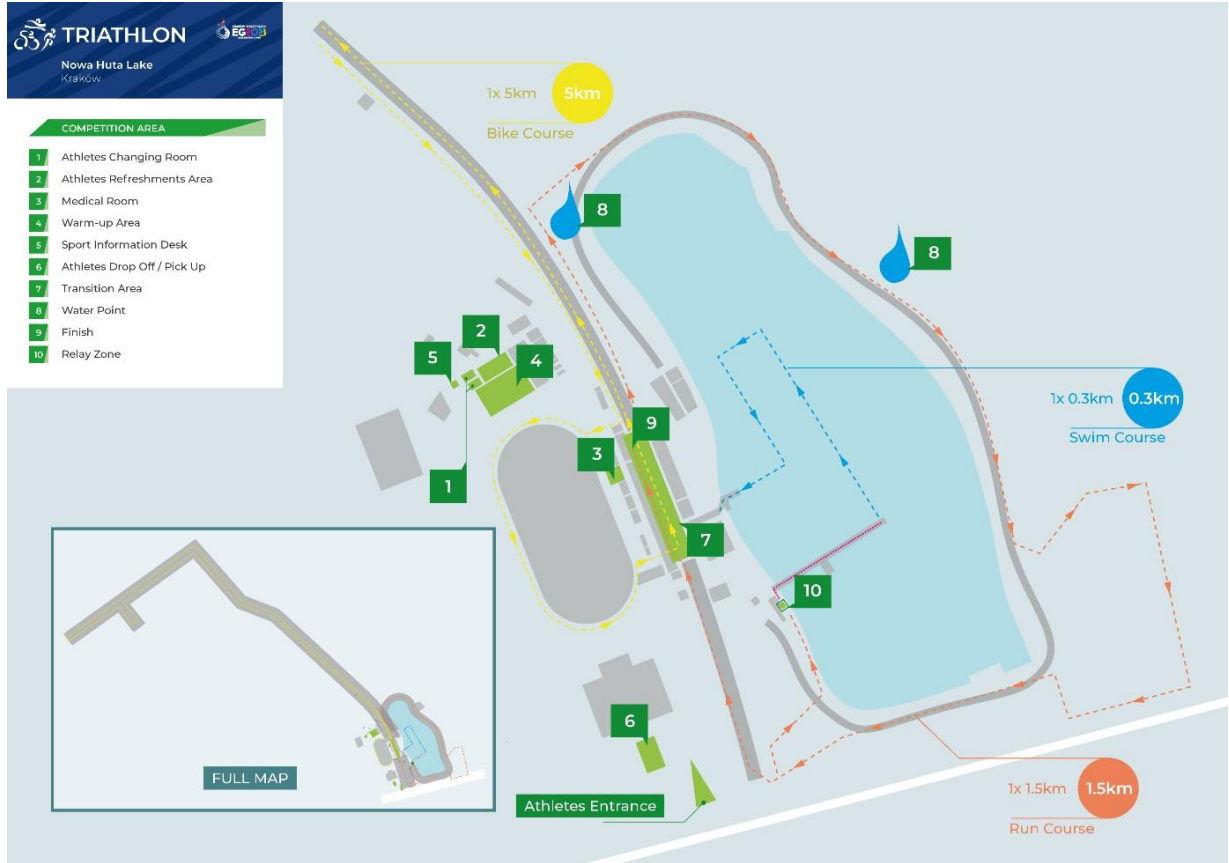 TRIATHLON
Nowa Huta Lake
Kraków
COMPETITION AREA
1 Athletes Changing Room
2 Athletes Refreshments Area
3 Medical Room
4 Warm-up Area
5 Sport Information Desk
6 Athletes Drop Off / Pick Up
7 Transition Area
8 Water Point
9 Finish
10 Relay Zone
1x 5km 5km
Bike Course
8
8
2
5
4
1x 0.3km 0.3km
Swim Course
9
3
1
7
10
6
FULL MAP
Athletes Entrance
1x 1.5km 1.5km
Run Course